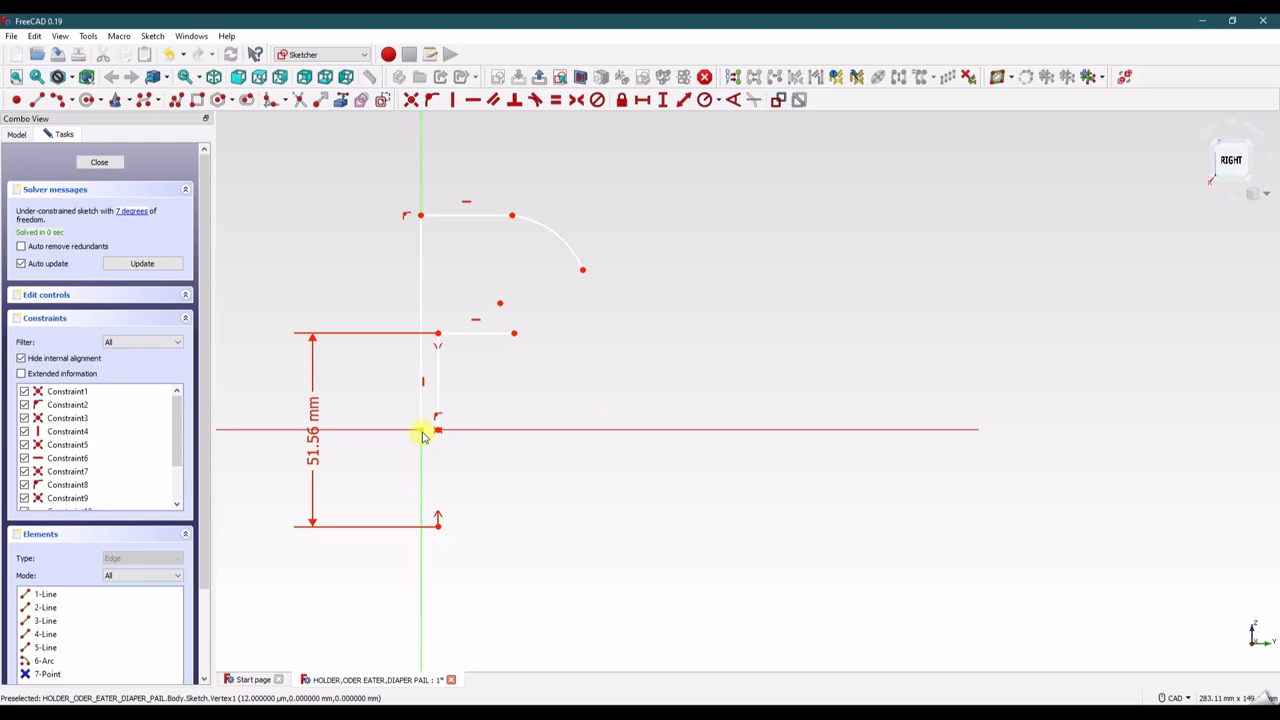 FreeCAD 0.19
File Edit View Tools Macro Sketch Windows Help
Sketcher
Combo View
Model Tasks
Close
Solver messages
Under-constrained sketch with 7 degrees of
freedom.
Solved in 0 sec
Auto remove redundants
Auto update Update
Edit controls
Constraints
Filter: All
Hide internal alignment
Extended information
Constraint1
Constraint2
Constraint3
Constraint4
Constraint5
Constraint6
Constraint7
Constraint8
Constraint9
Elements
Type: Edge
Mode: All
1-Line
2-Line
3-Line
4-Line
5-Line
6-Arc
7-Point
51.56 mm
RIGHT
Z
Y
Start page HOLDER,ODER EATER,DIAPER PAIL : 1*
Preselected: HOLDER_ODER_EATER_DIAPER_PAIL.Body.Sketch.Vertex1 (12.000000 µm,0.000000 mm,0.000000 mm) CAD